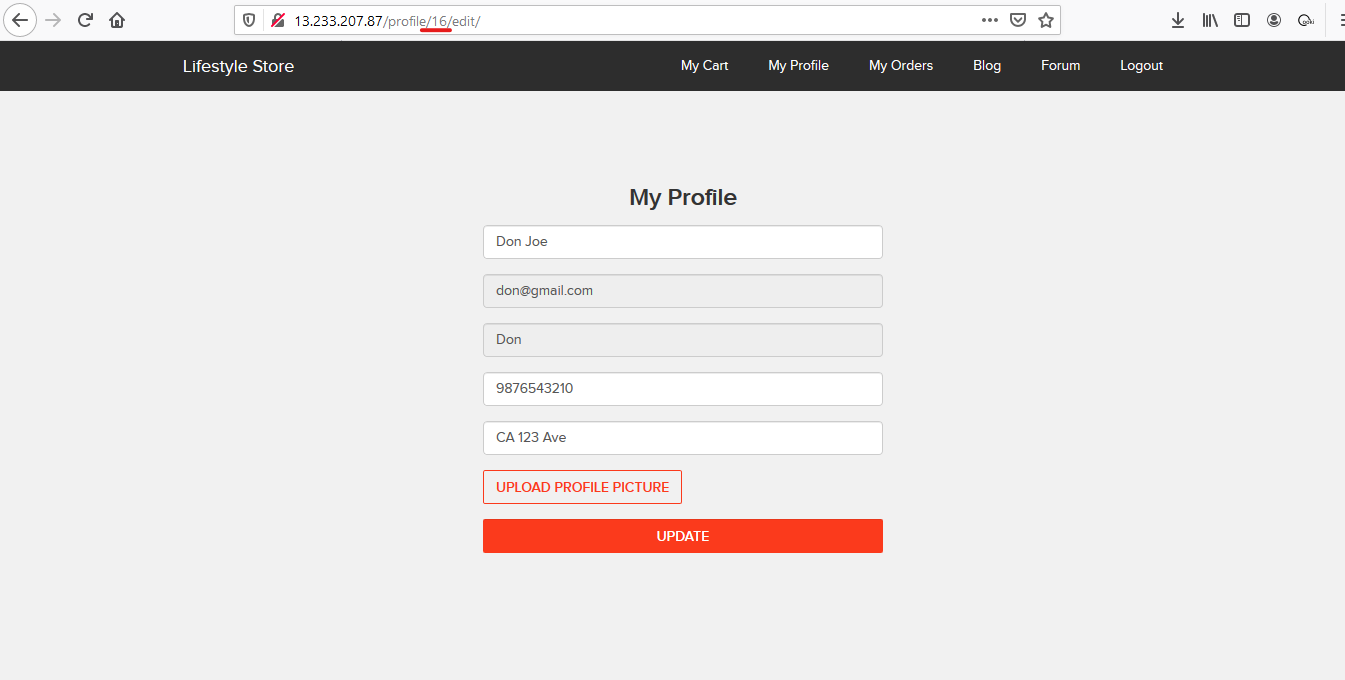 13.233.207.87/profile/16/edit/
Lifestyle Store
My Cart
My Profile
My Orders
Blog
Forum
Logout
My Profile
Don Joe
don@gmail.com
Don
9876543210
CA 123 Ave
UPLOAD PROFILE PICTURE
UPDATE